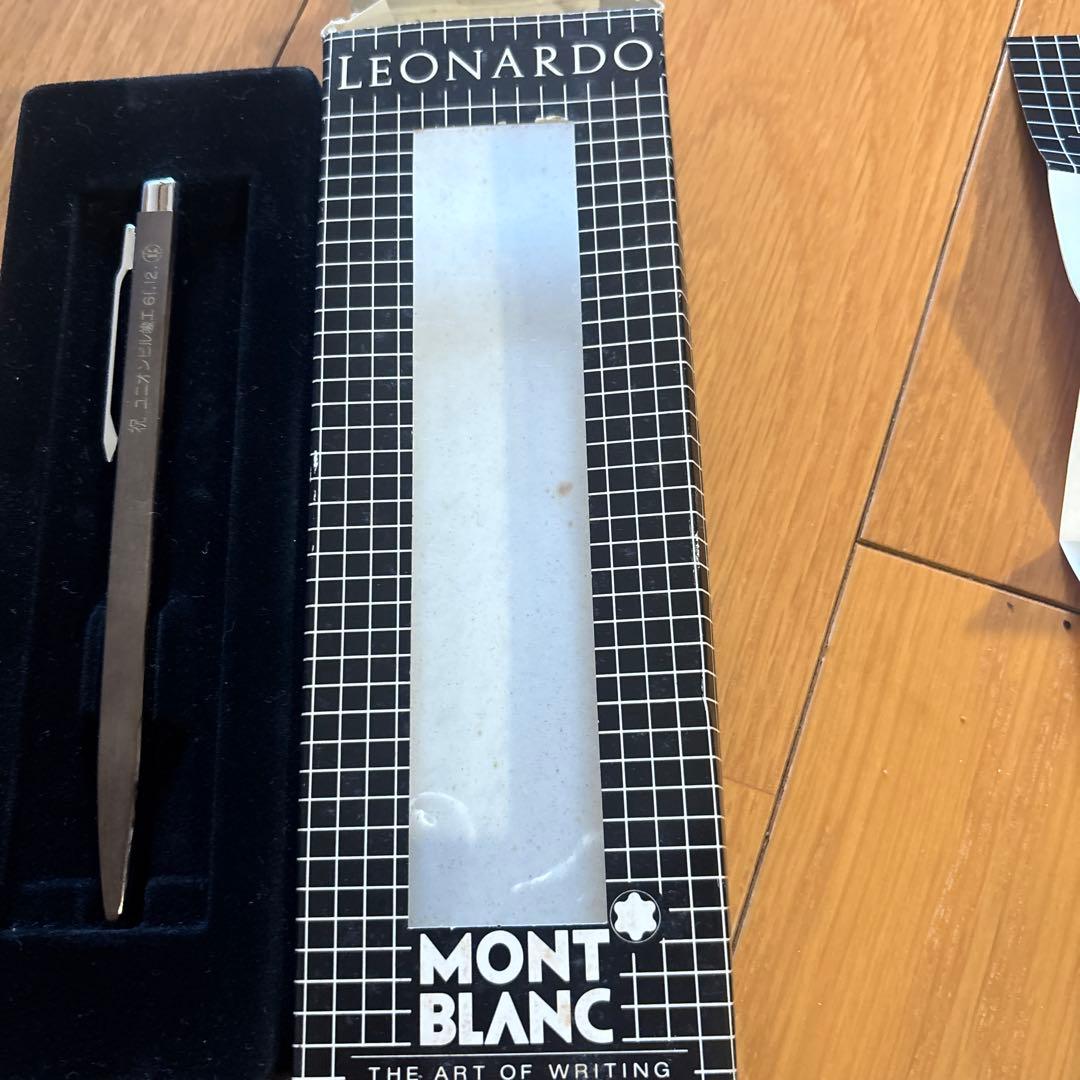 LEONARDO
祝 ユニオンビル竣工 61.12.
MONT
BLANC
THE ART OF WRITING